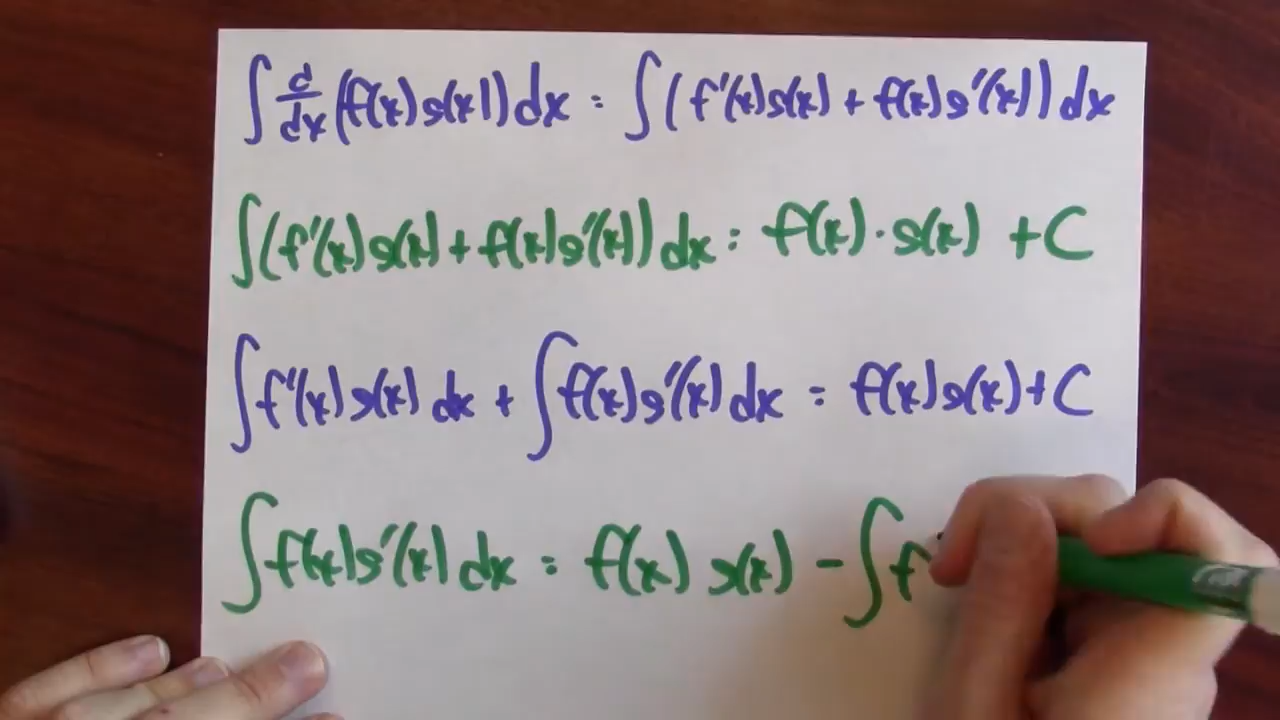 ∫ d/dx (f(x) g(x)) dx = ∫ (f'(x) g(x) + f(x) g'(x)) dx
∫ (f'(x) g(x) + f(x) g'(x)) dx = f(x) · g(x) + C
∫ f'(x) g(x) dx + ∫ f(x) g'(x) dx = f(x) g(x) + C
∫ f(x) g'(x) dx = f(x) g(x) - ∫ f'